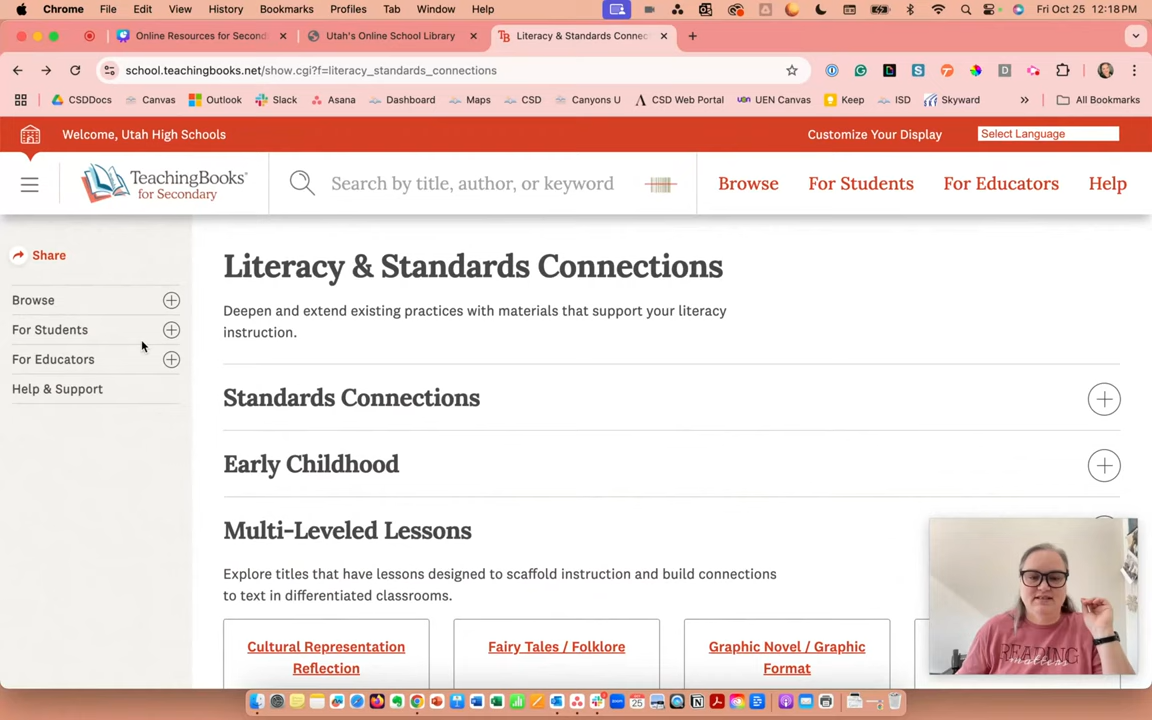 Chrome File Edit View History Bookmarks Profiles Tab Window Help Fri Oct 25 12:18 PM
Online Resources for Second Utah's Online School Library Literacy & Standards Connec
school.teachingbooks.net/show.cgi?f=literacy_standards_connections
CSDDocs Canvas Outlook Slack Asana Dashboard Maps CSD Canyons U CSD Web Portal UEN Canvas Keep ISD Skyward » All Bookmarks
Welcome, Utah High Schools Customize Your Display Select Language
TeachingBooks®
for Secondary
Search by title, author, or keyword
Browse For Students For Educators Help
Share
Browse
For Students
For Educators
Help & Support
Literacy & Standards Connections
Deepen and extend existing practices with materials that support your literacy
instruction.
Standards Connections
Early Childhood
Multi-Leveled Lessons
Explore titles that have lessons designed to scaffold instruction and build connections
to text in differentiated classrooms.
Cultural Representation
Reflection
Fairy Tales / Folklore
Graphic Novel / Graphic
Format
READING
matters